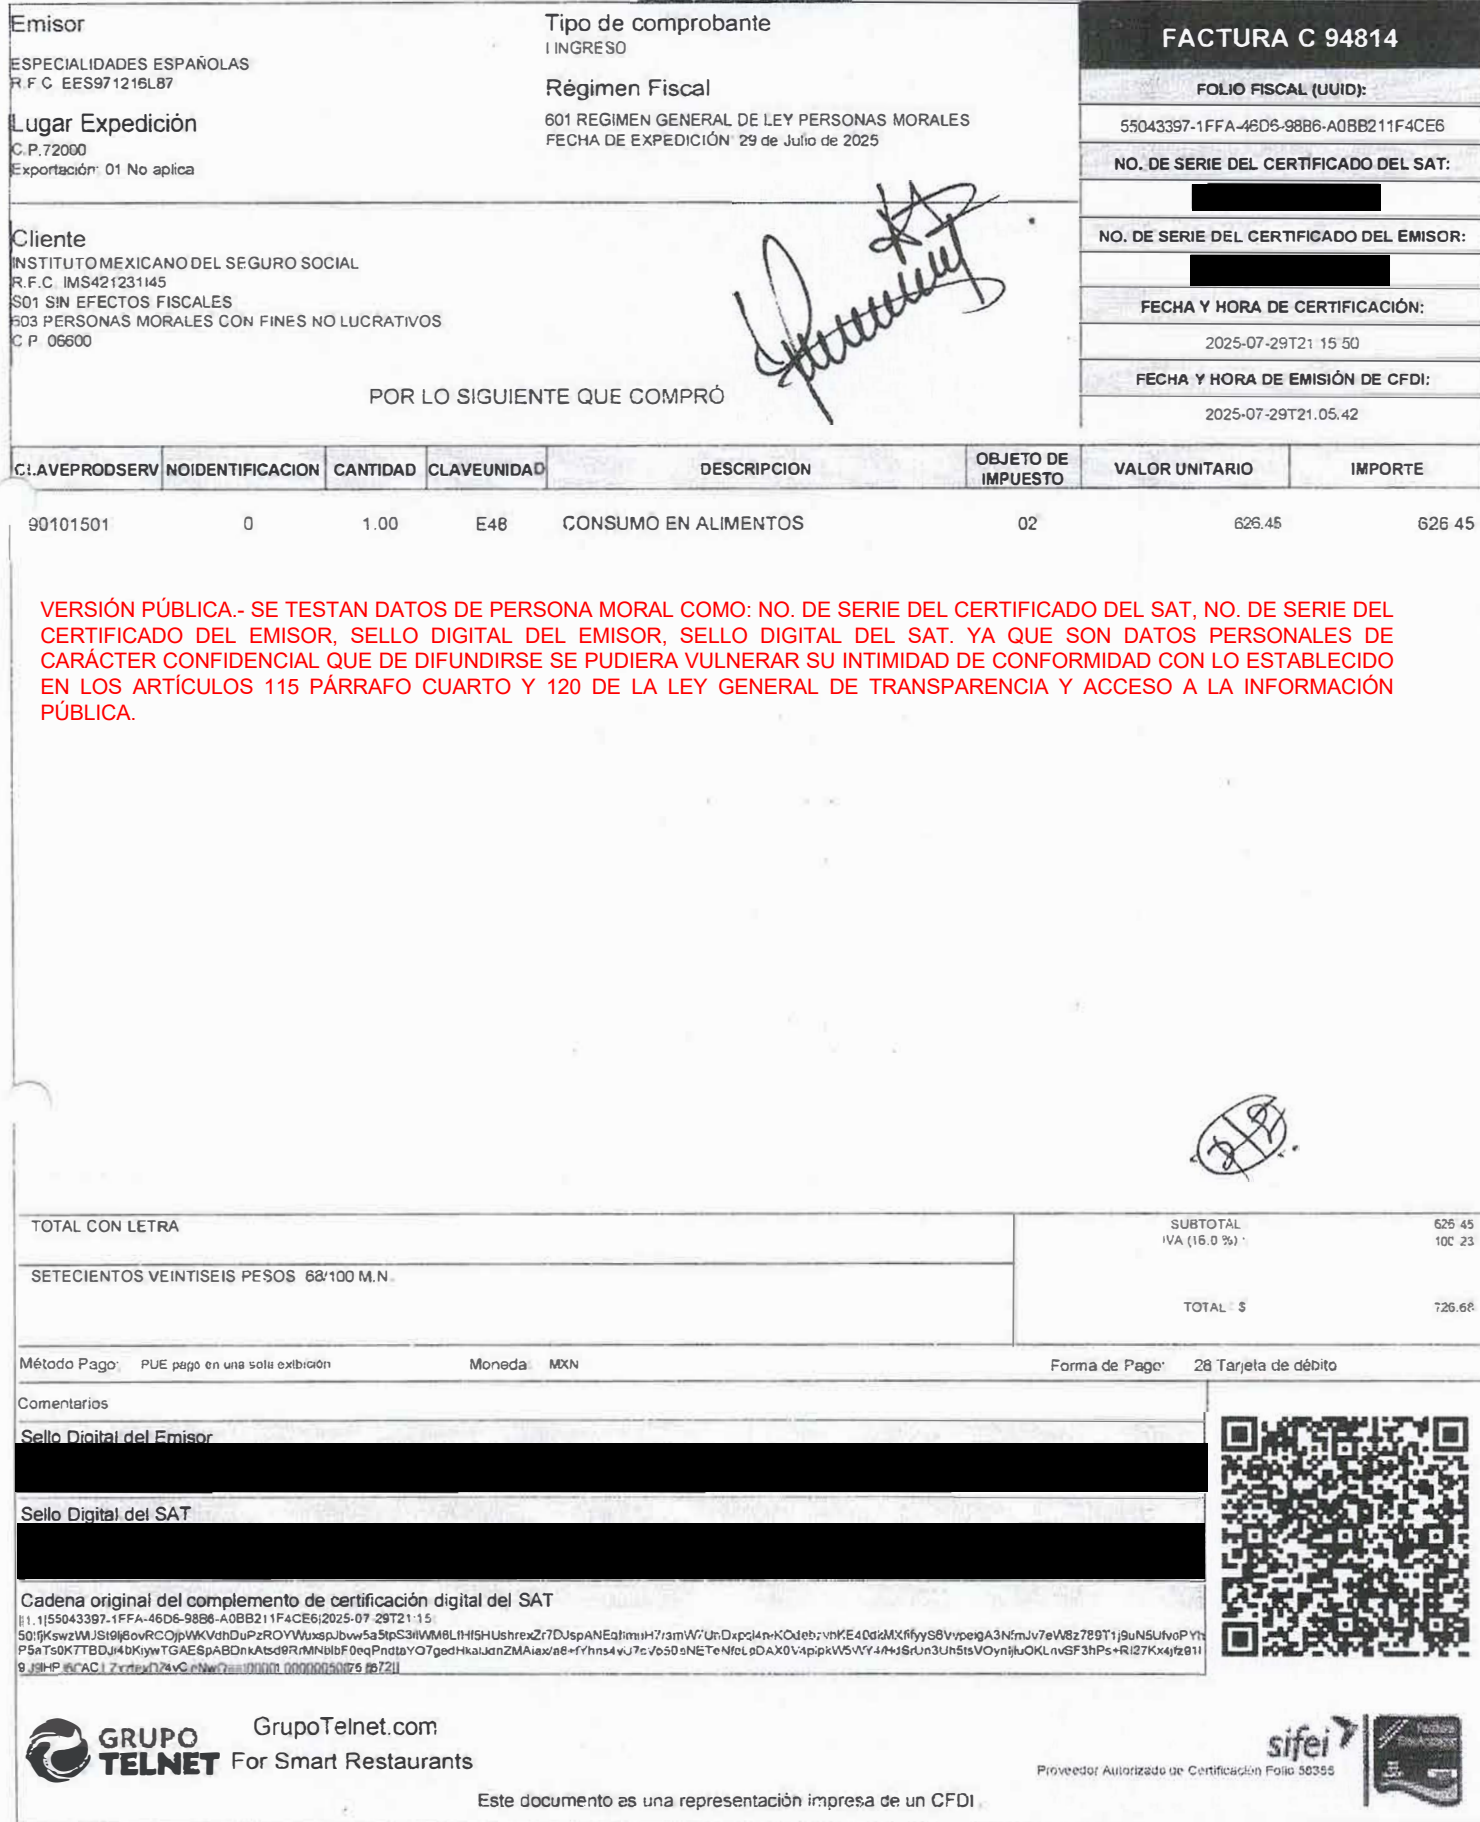 Emisor
ESPECIALIDADES ESPAÑOLAS
R.F.C EES971216L87
Lugar Expedición
C.P.72000
Exportación: 01 No aplica
Tipo de comprobante
I INGRESO
Régimen Fiscal
601 REGIMEN GENERAL DE LEY PERSONAS MORALES
FECHA DE EXPEDICIÓN 29 de Julio de 2025
FACTURA C 94814
FOLIO FISCAL (UUID):
55043397-1FFA-46D6-98B6-A0BB211F4CE6
NO. DE SERIE DEL CERTIFICADO DEL SAT:
NO. DE SERIE DEL CERTIFICADO DEL EMISOR:
FECHA Y HORA DE CERTIFICACIÓN:
2025-07-29T21 15 50
FECHA Y HORA DE EMISIÓN DE CFDI:
2025-07-29T21.05.42
Cliente
INSTITUTO MEXICANO DEL SEGURO SOCIAL
R.F.C IMS421231I45
S01 SIN EFECTOS FISCALES
603 PERSONAS MORALES CON FINES NO LUCRATIVOS
C P 06600
POR LO SIGUIENTE QUE COMPRÓ
CLAVEPRODSERV NOIDENTIFICACION CANTIDAD CLAVEUNIDAD DESCRIPCION OBJETO DE IMPUESTO VALOR UNITARIO IMPORTE
90101501 0 1.00 E48 CONSUMO EN ALIMENTOS 02 626.45 626 45
VERSIÓN PÚBLICA.- SE TESTAN DATOS DE PERSONA MORAL COMO: NO. DE SERIE DEL CERTIFICADO DEL SAT, NO. DE SERIE DEL
CERTIFICADO DEL EMISOR, SELLO DIGITAL DEL EMISOR, SELLO DIGITAL DEL SAT. YA QUE SON DATOS PERSONALES DE
CARÁCTER CONFIDENCIAL QUE DE DIFUNDIRSE SE PUDIERA VULNERAR SU INTIMIDAD DE CONFORMIDAD CON LO ESTABLECIDO
EN LOS ARTÍCULOS 115 PÁRRAFO CUARTO Y 120 DE LA LEY GENERAL DE TRANSPARENCIA Y ACCESO A LA INFORMACIÓN
PÚBLICA.
TOTAL CON LETRA
SETECIENTOS VEINTISEIS PESOS 68/100 M.N.
SUBTOTAL 626 45
IVA (16.0 %) : 100 23
TOTAL : $ 726.68
Método Pago: PUE pago en una sola exibición Moneda: MXN Forma de Pago: 28 Tarjeta de débito
Comentarios
Sello Digital del Emisor
Sello Digital del SAT
Cadena original del complemento de certificación digital del SAT
||1.1|55043397-1FFA-46D6-98B6-A0BB211F4CE6|2025-07-29T21:15:
GRUPO TELNET
GrupoTelnet.com
For Smart Restaurants
sifei
Proveedor Autorizado de Certificación Folio 58355
Este documento es una representación impresa de un CFDI